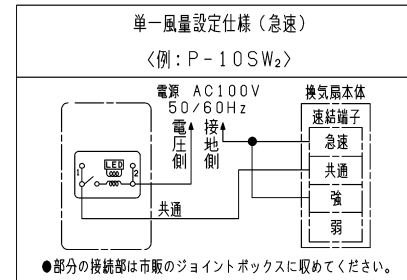 単一風量設定仕様（急速）
〈例：P－10SW₂〉
電源 AC100V
50/60Hz
換気扇本体
速結端子
電圧側
接地側
急速
共通
強
弱
LED
1
2
共通
●部分の接続部は市販のジョイントボックスに収めてください。